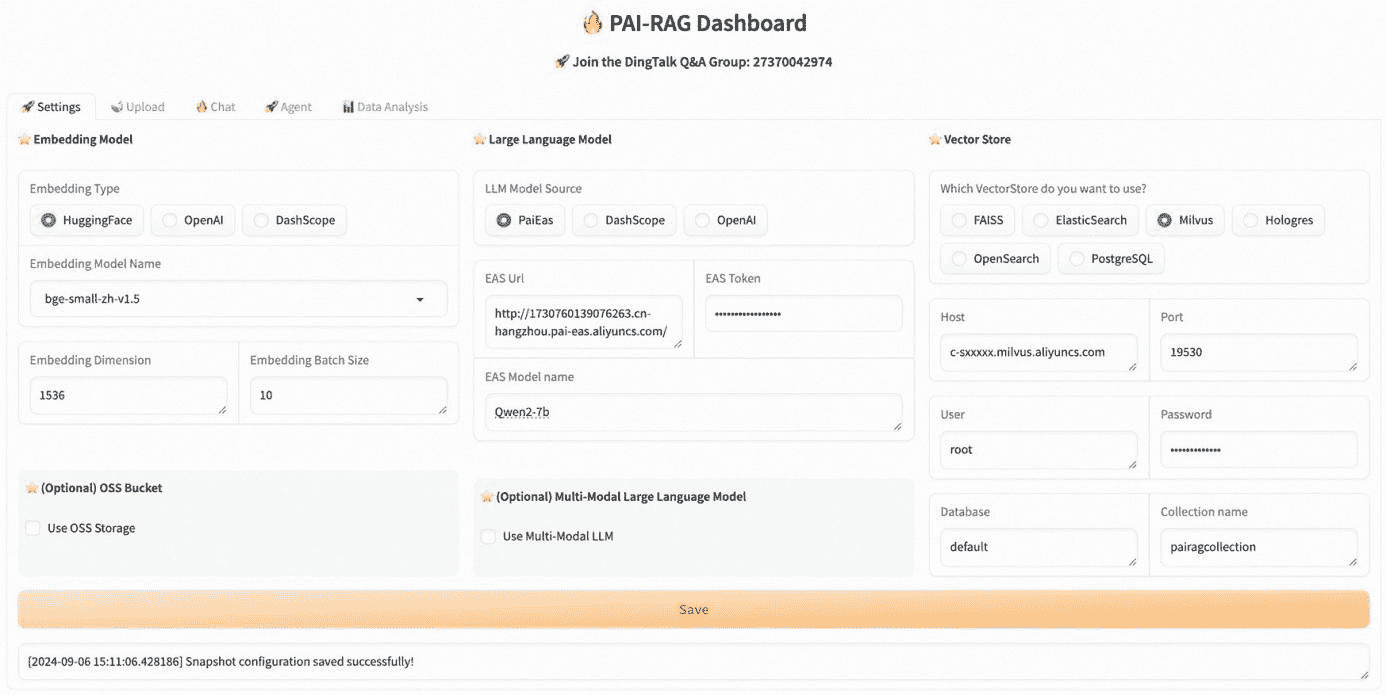 PAI-RAG Dashboard
Join the DingTalk Q&A Group: 27370042974
Settings Upload Chat Agent Data Analysis
Embedding Model
Embedding Type
HuggingFace OpenAI DashScope
Embedding Model Name
bge-small-zh-v1.5
Embedding Dimension Embedding Batch Size
1536 10
(Optional) OSS Bucket
Use OSS Storage
Large Language Model
LLM Model Source
PaiEas DashScope OpenAI
EAS Url EAS Token
http://1730760139076263.cn-
hangzhou.pai-eas.aliyuncs.com/
•••••••••••••••••
EAS Model name
Qwen2-7b
(Optional) Multi-Modal Large Language Model
Use Multi-Modal LLM
Vector Store
Which VectorStore do you want to use?
FAISS ElasticSearch Milvus Hologres
OpenSearch PostgreSQL
Host Port
c-sxxxxx.milvus.aliyuncs.com 19530
User Password
root •••••••••••••
Database Collection name
default pairagcollection
Save
[2024-09-06 15:11:06.428186] Snapshot configuration saved successfully!